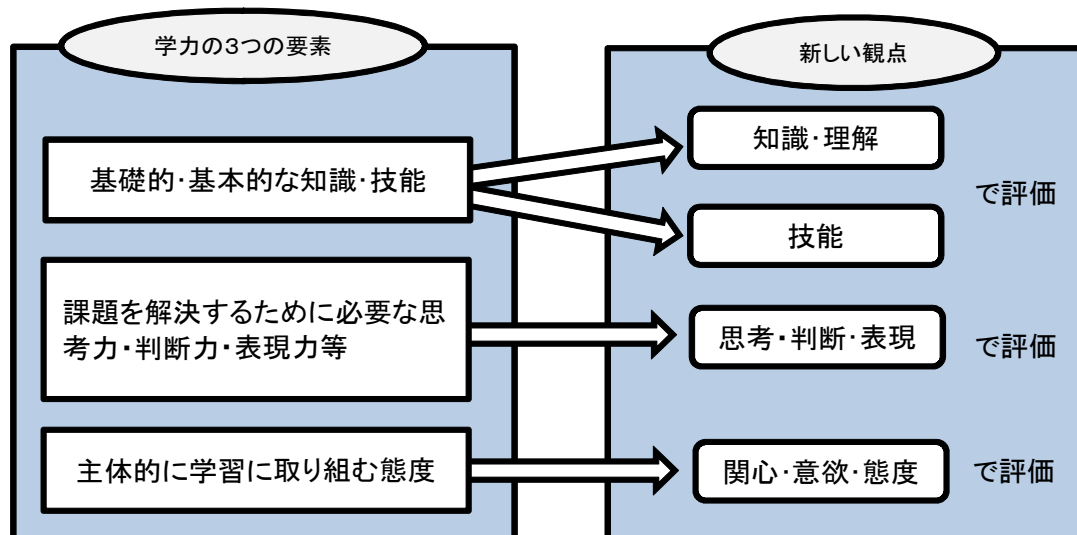 学力の3つの要素
新しい観点
基礎的・基本的な知識・技能
知識・理解
技能
で評価
課題を解決するために必要な思
考力・判断力・表現力等
思考・判断・表現
で評価
主体的に学習に取り組む態度
関心・意欲・態度
で評価